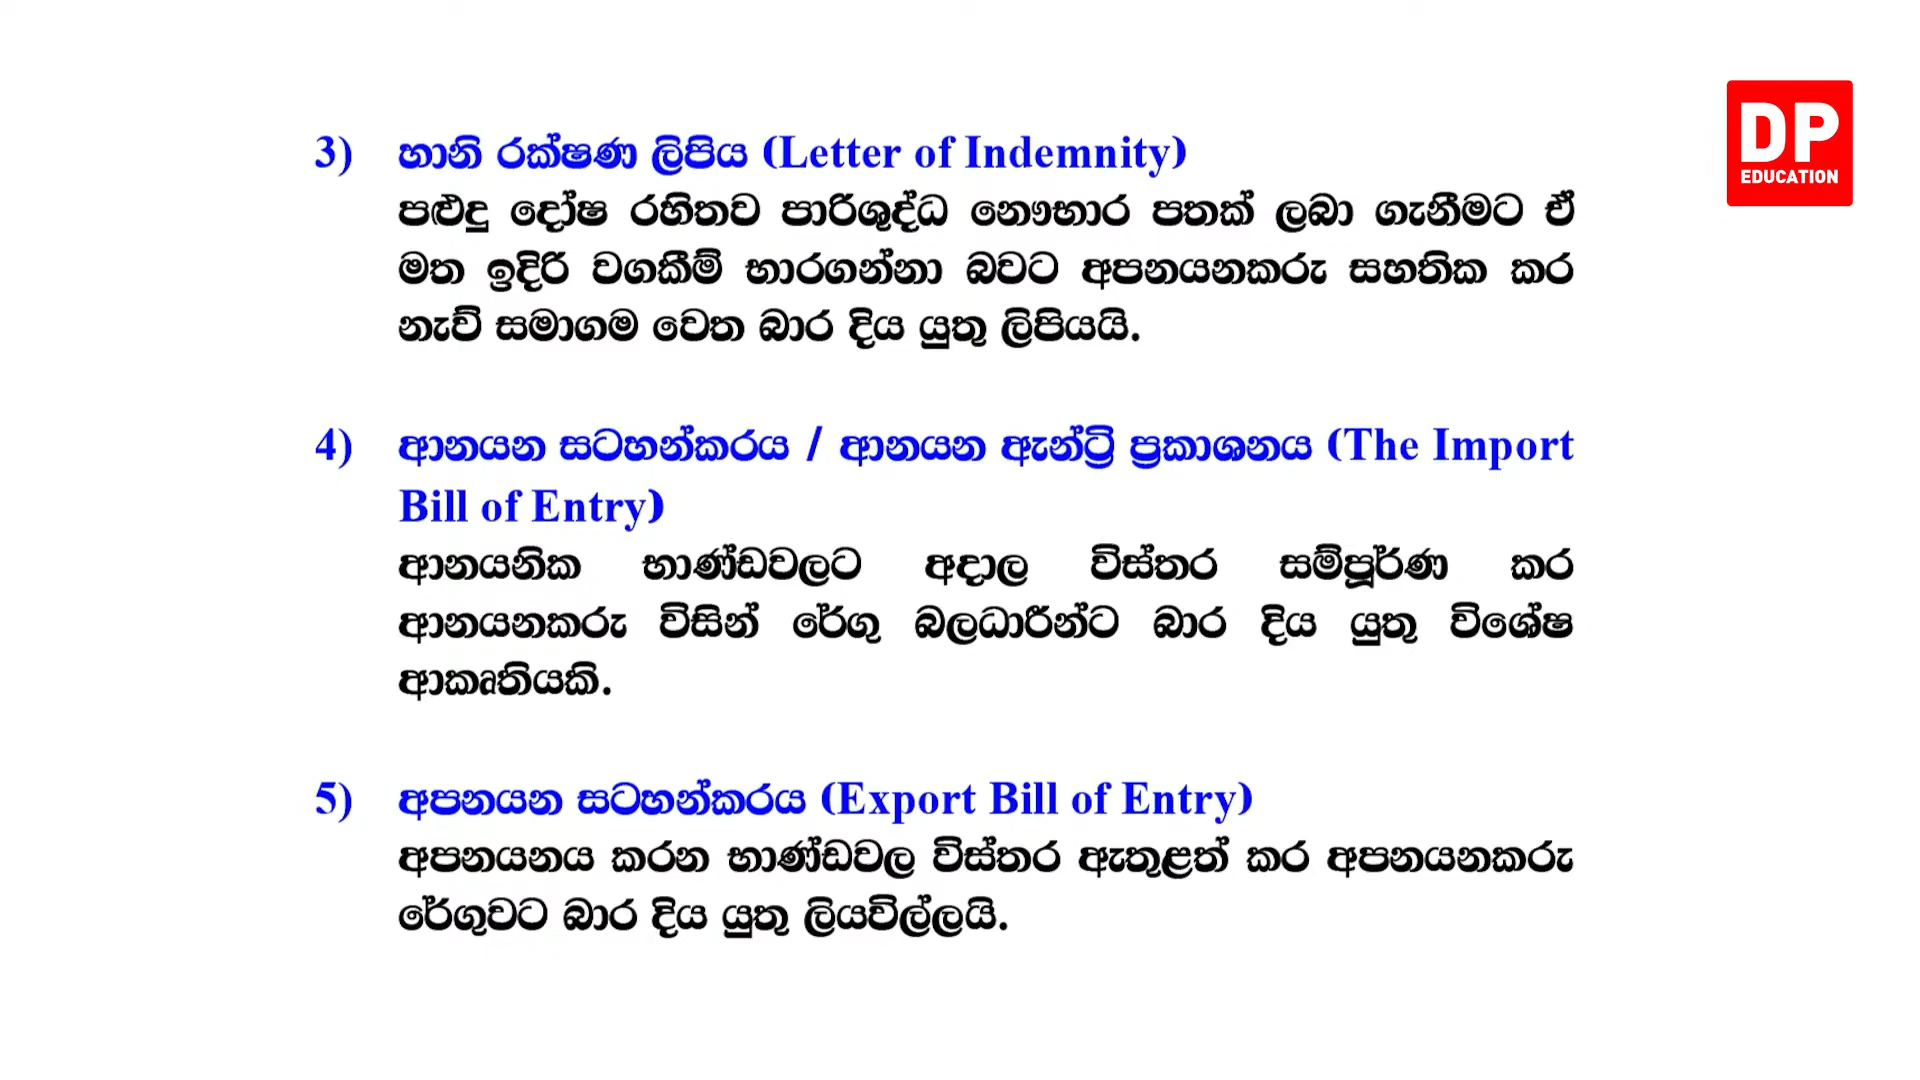 DP
EDUCATION
3) හානි රක්ෂණ ලිපිය (Letter of Indemnity)
පළුදු දෝෂ රහිතව පාරිශුද්ධ නෞභාර පතක් ලබා ගැනීමට ඒ
මත ඉදිරි වගකීම් භාරගන්නා බවට අපනයනකරු සහතික කර
නැව් සමාගම වෙත බාර දිය යුතු ලිපියයි.
4) ආනයන සටහන්කරය / ආනයන ඇන්ට්‍රි ප්‍රකාශනය (The Import
Bill of Entry)
ආනයනික භාණ්ඩවලට අදාල විස්තර සම්පූර්ණ කර
ආනයනකරු විසින් රේගු බලධාරීන්ට බාර දිය යුතු විශේෂ
ආකෘතියකි.
5) අපනයන සටහන්කරය (Export Bill of Entry)
අපනයනය කරන භාණ්ඩවල විස්තර ඇතුළත් කර අපනයනකරු
රේගුවට බාර දිය යුතු ලියවිල්ලයි.